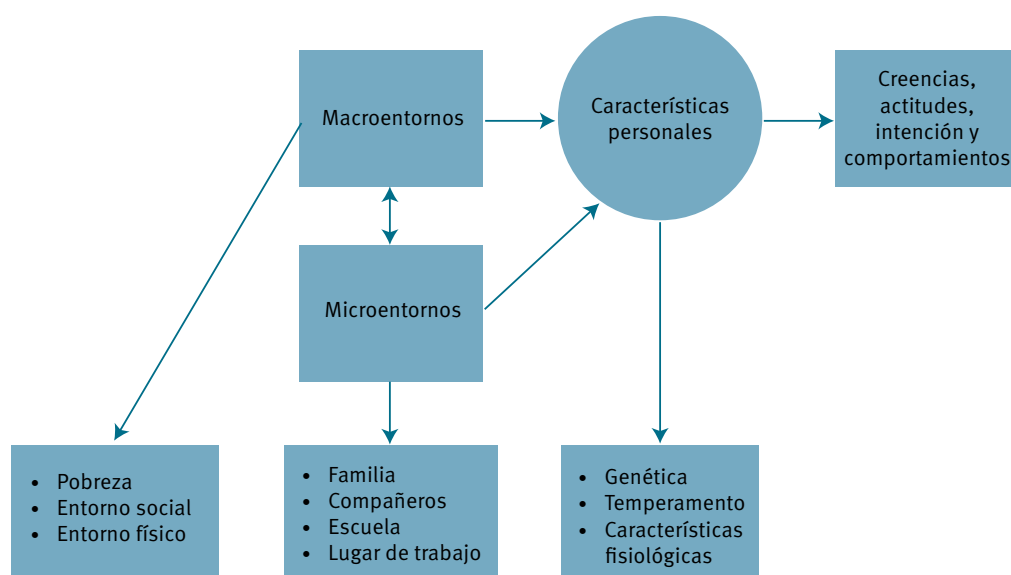 Macroentornos
Característicias
personales
Creencias,
actitudes,
intención y
comportamientos
Microentornos
• Pobreza
• Entorno social
• Entorno físico
• Familia
• Compañeros
• Escuela
• Lugar de trabajo
• Genética
• Temperamento
• Características
fisiológicas